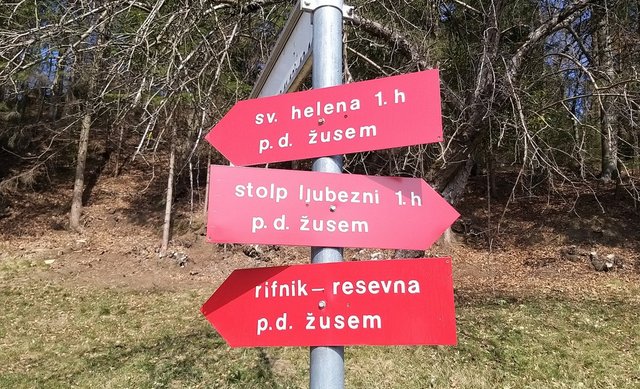 sv. helena 1. h
p. d. žusem
stolp ljubezni 1. h
p. d. žusem
rifnik – resevna
p. d. žusem